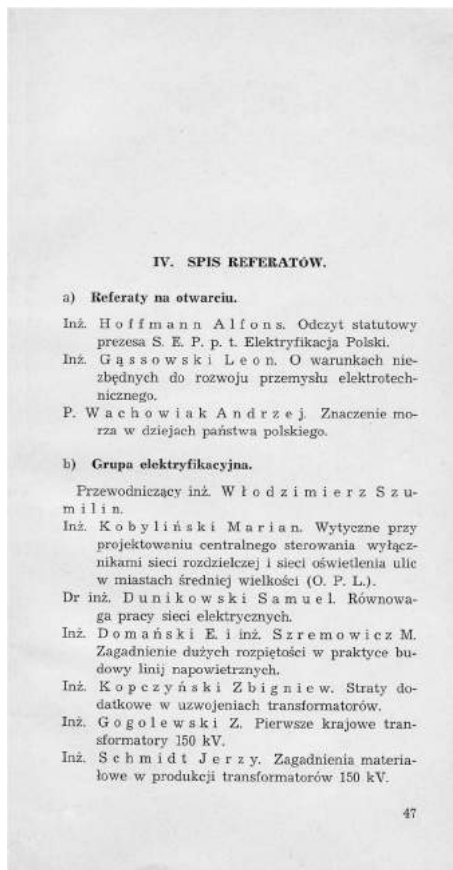 IV. SPIS REFERATÓW.
a) Referaty na otwarciu.
Inż. Hoffmann Alfons. Odczyt statutowy
prezesa S. E. P. p. t. Elektryfikacja Polski.
Inż. Gąssowski Leon. O warunkach nie-
zbędnych do rozwoju przemysłu elektrotech-
nicznego.
P. Wachowiak Andrzej. Znaczenie mo-
rza w dziejach państwa polskiego.
b) Grupa elektryfikacyjna.
Przewodniczący inż. Włodzimierz Szu-
milin.
Inż. Kobyliński Marian. Wytyczne przy
projektowaniu centralnego sterowania wyłącz-
nikami sieci rozdzielczej i sieci oświetlenia ulic
w miastach średniej wielkości (O. P. L.).
Dr inż. Dunikowski Samuel. Równowa-
ga pracy sieci elektrycznych.
Inż. Domański E. i inż. Szremowicz M.
Zagadnienie dużych rozpiętości w praktyce bu-
dowy linij napowietrznych.
Inż. Kopczyński Zbigniew. Straty do-
datkowe w uzwojeniach transformatorów.
Inż. Gogolewski Z. Pierwsze krajowe tran-
sformatory 150 kV.
Inż. Schmidt Jerzy. Zagadnienia materia-
łowe w produkcji transformatorów 150 kV.
47